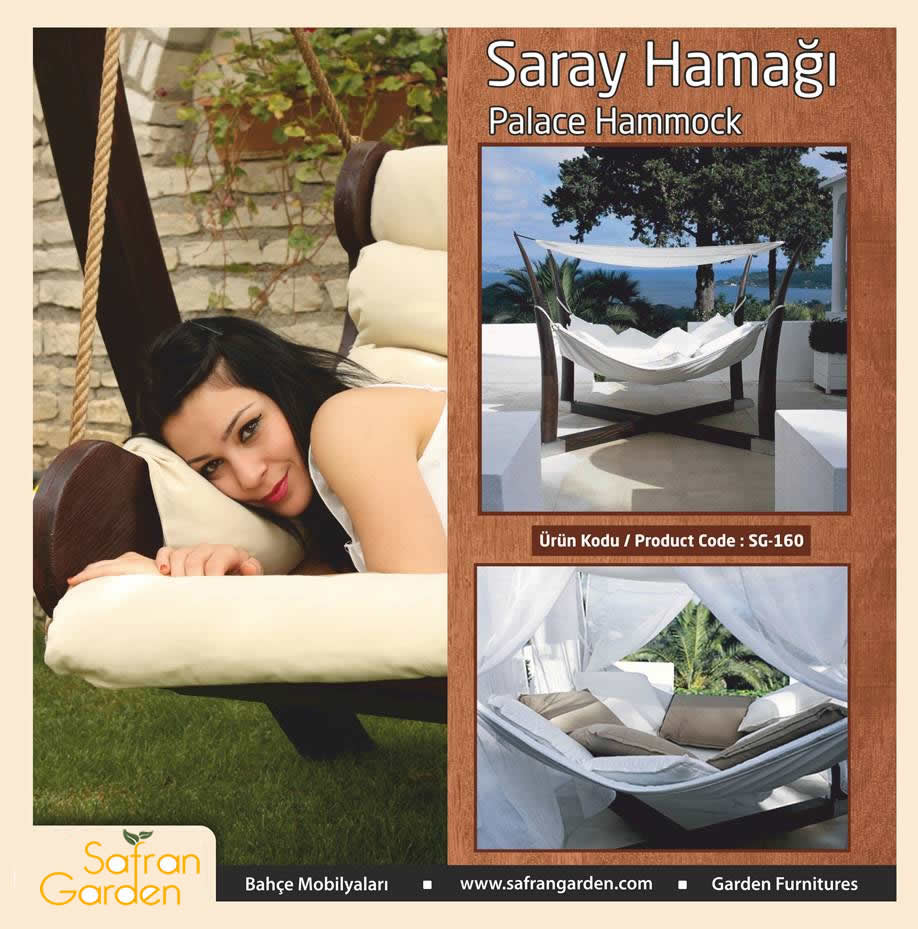 Saray Hamağı
Palace Hammock
Ürün Kodu / Product Code : SG-160
Safran
Garden
Bahçe Mobilyaları ▪ www.safrangarden.com ▪ Garden Furnitures